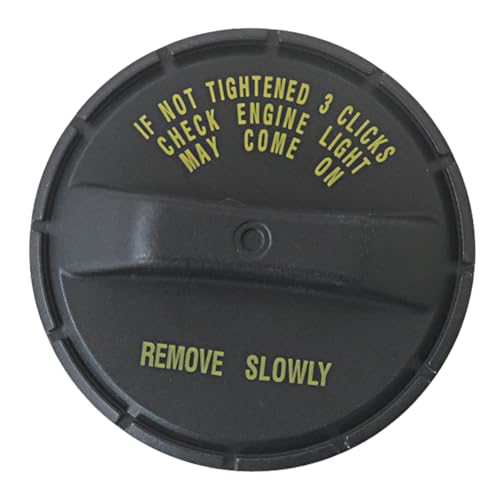 IF NOT TIGHTENED 3 CLICKS
CHECK ENGINE LIGHT
MAY COME ON
REMOVE SLOWLY